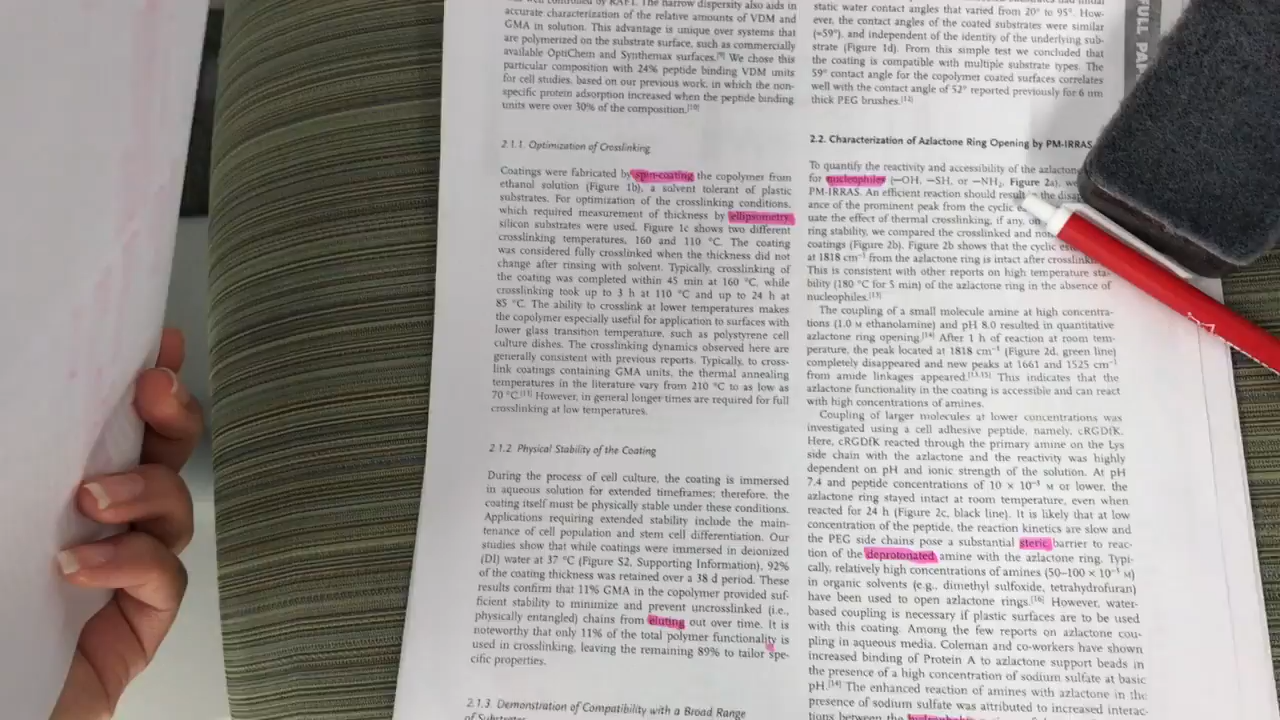 well controlled by RAFT. The narrow dispersity also aids in
accurate characterization of the relative amounts of VDM and
GMA in solution. This advantage is unique over systems that
are polymerized on the substrate surface, such as commercially
available OptiChem and Synthemax surfaces.[9] We chose this
particular composition with 24% peptide binding VDM units
for cell studies, based on our previous work, in which the non-
specific protein adsorption increased when the peptide binding
units were over 30% of the composition.[10]
2.1.1. Optimization of Crosslinking
Coatings were fabricated by spin-coating the copolymer from
ethanol solution (Figure 1b), a solvent tolerant of plastic
substrates. For optimization of the crosslinking conditions,
which required measurement of thickness by ellipsometry,
silicon substrates were used. Figure 1c shows two different
crosslinking temperatures, 160 and 110 °C. The coating
was considered fully crosslinked when the thickness did not
change after rinsing with solvent. Typically, crosslinking of
the coating was completed within 45 min at 160 °C, while
crosslinking took up to 3 h at 110 °C and up to 24 h at
85 °C. The ability to crosslink at lower temperatures makes
the copolymer especially useful for application to surfaces with
lower glass transition temperature, such as polystyrene cell
culture dishes. The crosslinking dynamics observed here are
generally consistent with previous reports. Typically, to cross-
link coatings containing GMA units, the thermal annealing
temperatures in the literature vary from 210 °C to as low as
70 °C.[11] However, in general longer times are required for full
crosslinking at low temperatures.
2.1.2. Physical Stability of the Coating
During the process of cell culture, the coating is immersed
in aqueous solution for extended timeframes; therefore, the
coating itself must be physically stable under these conditions.
Applications requiring extended stability include the main-
tenance of cell population and stem cell differentiation. Our
studies show that while coatings were immersed in deionized
(DI) water at 37 °C (Figure S2, Supporting Information), 92%
of the coating thickness was retained over a 38 d period. These
results confirm that 11% GMA in the copolymer provided suf-
ficient stability to minimize and prevent uncrosslinked (i.e.,
physically entangled) chains from eluting out over time. It is
noteworthy that only 11% of the total polymer functionality is
used in crosslinking, leaving the remaining 89% to tailor spe-
cific properties.
2.1.3. Demonstration of Compatibility with a Broad Range
of Substrates
static water contact angles that varied from 20° to 95°. How-
ever, the contact angles of the coated substrates were similar
(≈59°), and independent of the identity of the underlying sub-
strate (Figure 1d). From this simple test we concluded that
the coating is compatible with multiple substrate types. The
59° contact angle for the copolymer coated surfaces correlates
well with the contact angle of 52° reported previously for 6 nm
thick PEG brushes.[12]
2.2. Characterization of Azlactone Ring Opening by PM-IRRAS
To quantify the reactivity and accessibility of the azlactone
for nucleophiles (—OH, —SH, or —NH2, Figure 2a), we
PM-IRRAS. An efficient reaction should result in the
ance of the prominent peak from the cyclic
uate the effect of thermal crosslinking, if any, on
ring stability, we compared the crosslinked and
coatings (Figure 2b). Figure 2b shows that the cyclic
at 1818 cm−1 from the azlactone ring is intact after
This is consistent with other reports on high temperature sta-
bility (180 °C for 5 min) of the azlactone ring in the absence of
nucleophiles.[13]
The coupling of a small molecule amine at high concentra-
tions (1.0 M ethanolamine) and pH 8.0 resulted in quantitative
azlactone ring opening.[14] After 1 h of reaction at room tem-
perature, the peak located at 1818 cm−1 (Figure 2d, green line)
completely disappeared and new peaks at 1661 and 1525 cm−1
from amide linkages appeared.[13,15] This indicates that the
azlactone functionality in the coating is accessible and can react
with high concentrations of amines.
Coupling of larger molecules at lower concentrations was
investigated using a cell adhesive peptide, namely, cRGDfK.
Here, cRGDfK reacted through the primary amine on the Lys
side chain with the azlactone and the reactivity was highly
dependent on pH and ionic strength of the solution. At pH
7.4 and peptide concentrations of 10 × 10−3 M or lower, the
azlactone ring stayed intact at room temperature, even when
reacted for 24 h (Figure 2c, black line). It is likely that at low
concentration of the peptide, the reaction kinetics are slow and
the PEG side chains pose a substantial steric barrier to reac-
tion of the deprotonated amine with the azlactone ring. Typi-
cally, relatively high concentrations of amines (50–100 × 10−3 M)
in organic solvents (e.g., dimethyl sulfoxide, tetrahydrofuran)
have been used to open azlactone rings.[16] However, water-
based coupling is necessary if plastic surfaces are to be used
with this coating. Among the few reports on azlactone cou-
pling in aqueous media, Coleman and co-workers have shown
increased binding of Protein A to azlactone support beads in
the presence of a high concentration of sodium sulfate at basic
pH.[14] The enhanced reaction of amines with azlactone in the
presence of sodium sulfate was attributed to increased interac-
tions between the
FULL PAP